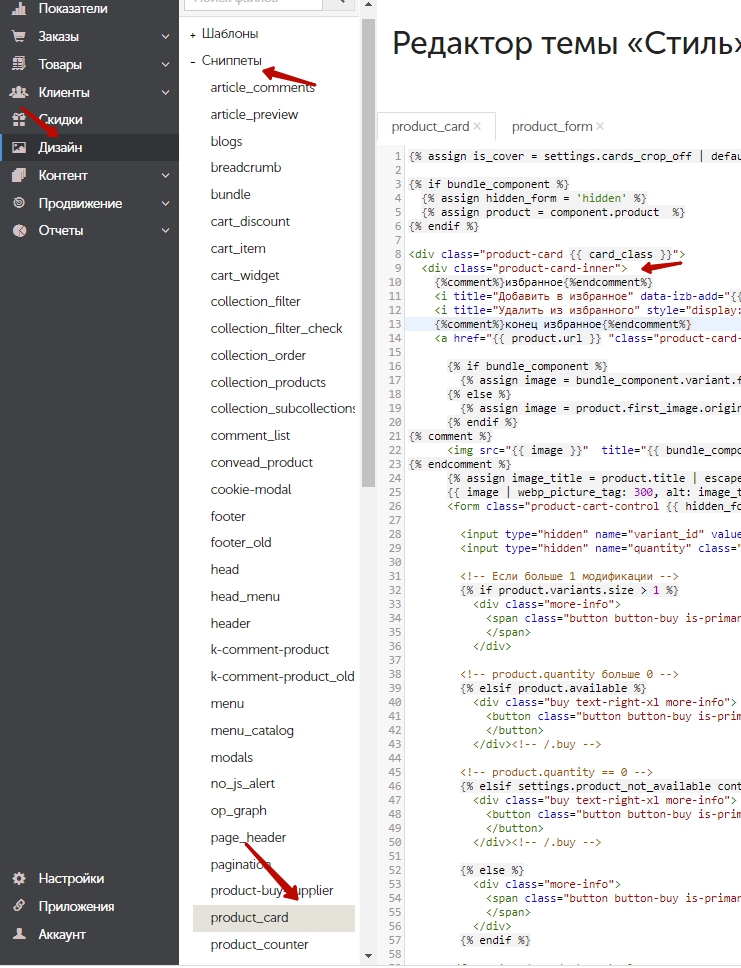 Показатели
Заказы
Товары
Клиенты
Скидки
Дизайн
Контент
Продвижение
Отчеты
Настройки
Приложения
Аккаунт
+ Шаблоны
- Сниппеты
article_comments
article_preview
blogs
breadcrumb
bundle
cart_discount
cart_item
cart_widget
collection_filter
collection_filter_check
collection_order
collection_products
collection_subcollections
comment_list
convead_product
cookie-modal
footer
footer_old
head
head_menu
header
k-comment-product
k-comment-product_old
menu
menu_catalog
modals
no_js_alert
op_graph
page_header
pagination
product-buy-supplier
product_card
product_counter
Редактор темы «Стиль»
product_card ×
product_form ×
1 {% assign is_cover = settings.cards_crop_off | defau
2
3 {% if bundle_component %}
4 {% assign hidden_form = 'hidden' %}
5 {% assign product = component.product %}
6 {% endif %}
7
8 <div class="product-card {{ card_class }}">
9 <div class="product-card-inner">
10 {%comment%}избранное{%endcomment%}
11 <i title="Добавить в избранное" data-izb-add="{{
12 <i title="Удалить из избранного" style="display:
13 {%comment%}конец избранное{%endcomment%}
14 <a href="{{ product.url }} "class="product-card-
15
16 {% if bundle_component %}
17 {% assign image = bundle_component.variant.f
18 {% else %}
19 {% assign image = product.first_image.origin
20 {% endif %}
21 {% comment %}
22 <img src="{{ image }}" title="{{ bundle_compo
23 {% endcomment %}
24 {% assign image_title = product.title | escape
25 {{ image | webp_picture_tag: 300, alt: image_t
26 <form class="product-cart-control {{ hidden_fo
27
28 <input type="hidden" name="variant_id" value
29 <input type="hidden" name="quantity" class="
30
31 <!-- Если больше 1 модификации -->
32 {% if product.variants.size > 1 %}
33 <div class="more-info">
34 <span class="button button-buy is-primar
35 </span>
36 </div>
37
38 <!-- product.quantity больше 0 -->
39 {% elsif product.available %}
40 <div class="buy text-right-xl more-info">
41 <button class="button button-buy is-prim
42 </button>
43 </div><!-- /.buy -->
44
45 <!-- product.quantity == 0 -->
46 {% elsif settings.product_not_available cont
47 <div class="buy text-right-xl more-info">
48 <button class="button button-buy is-prim
49 </button>
50 </div><!-- /.buy -->
51
52 {% else %}
53 <div class="more-info">
54 <span class="button button-buy is-primar
55 </span>
56 </div>
57 {% endif %}
58